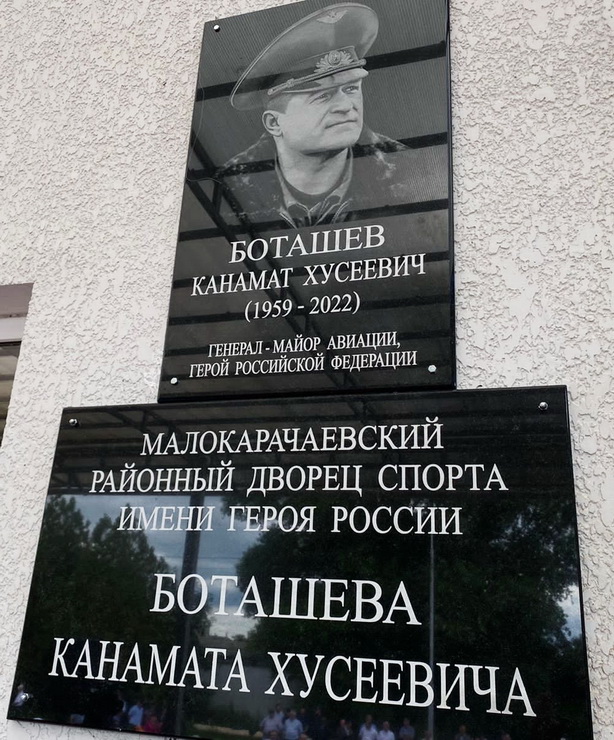 БОТАШЕВ
КАНАМАТ ХУСЕЕВИЧ
(1959 - 2022)
ГЕНЕРАЛ - МАЙОР АВИАЦИИ,
ГЕРОЙ РОССИЙСКОЙ ФЕДЕРАЦИИ
МАЛОКАРАЧАЕВСКИЙ
РАЙОННЫЙ ДВОРЕЦ СПОРТА
ИМЕНИ ГЕРОЯ РОССИИ
БОТАШЕВА
КАНАМАТА ХУСЕЕВИЧА